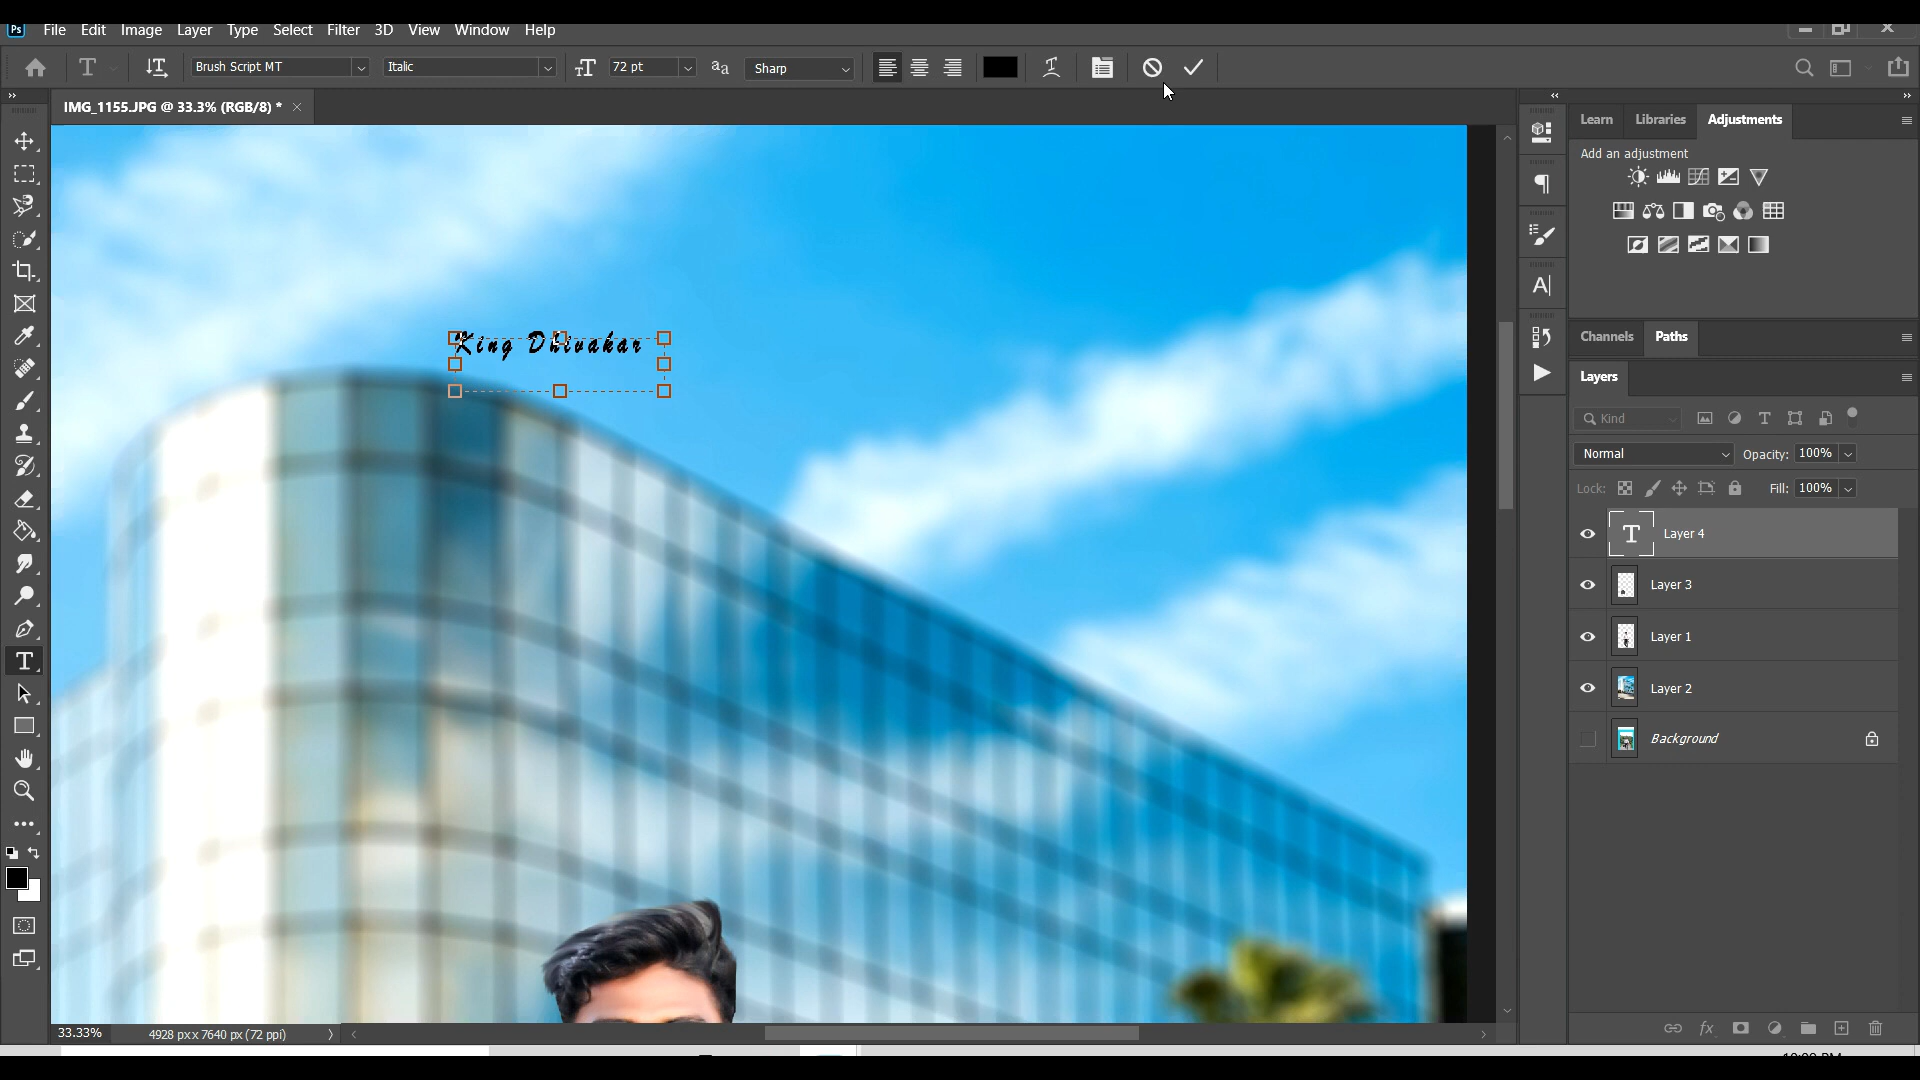 Ps File Edit Image Layer Type Select Filter 3D View Window Help
T Brush Script MT Italic 72 pt Sharp
IMG_1155.JPG @ 33.3% (RGB/8) *
Learn Libraries Adjustments
Add an adjustment
King Dhivakar
Channels Paths
Layers
Kind
Normal Opacity: 100%
Lock: Fill: 100%
T Layer 4
Layer 3
Layer 1
Layer 2
Background
33.33% 4928 px x 7640 px (72 ppi)